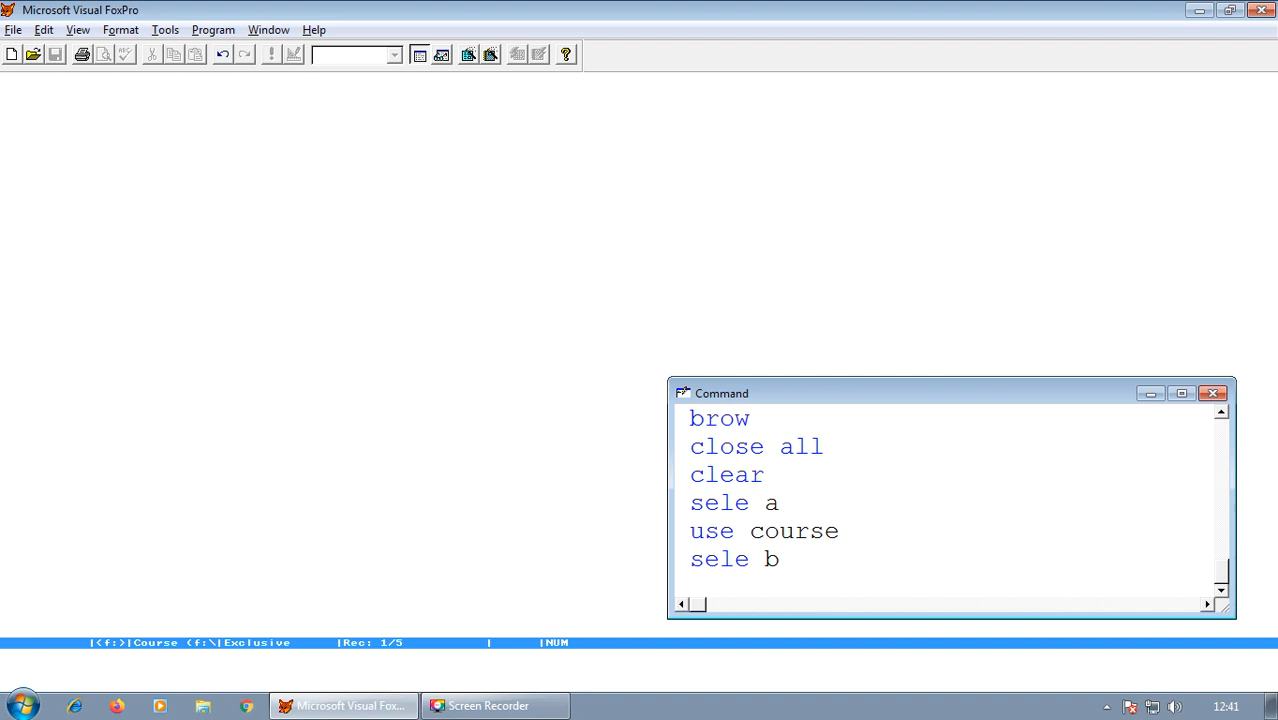 Microsoft Visual FoxPro
File Edit View Format Tools Program Window Help
Command
brow
close all
clear
sele a
use course
sele b
|<f:>|Course (f:\|Exclusive |Rec: 1/5 | |NUM
Microsoft Visual Fox... Screen Recorder 12:41